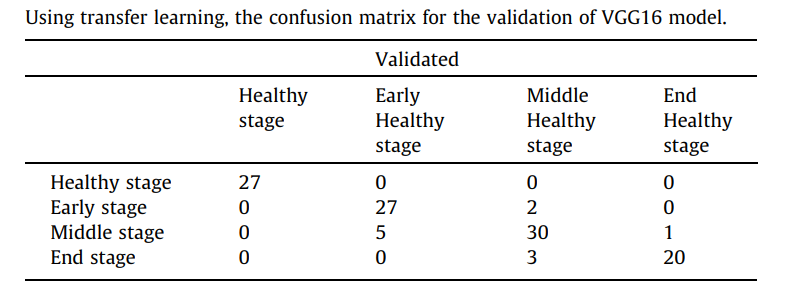 Using transfer learning, the confusion matrix for the validation of VGG16 model.
Validated
Healthy stage Early Healthy stage Middle Healthy stage End Healthy stage
Healthy stage 27 0 0 0
Early stage 0 27 2 0
Middle stage 0 5 30 1
End stage 0 0 3 20